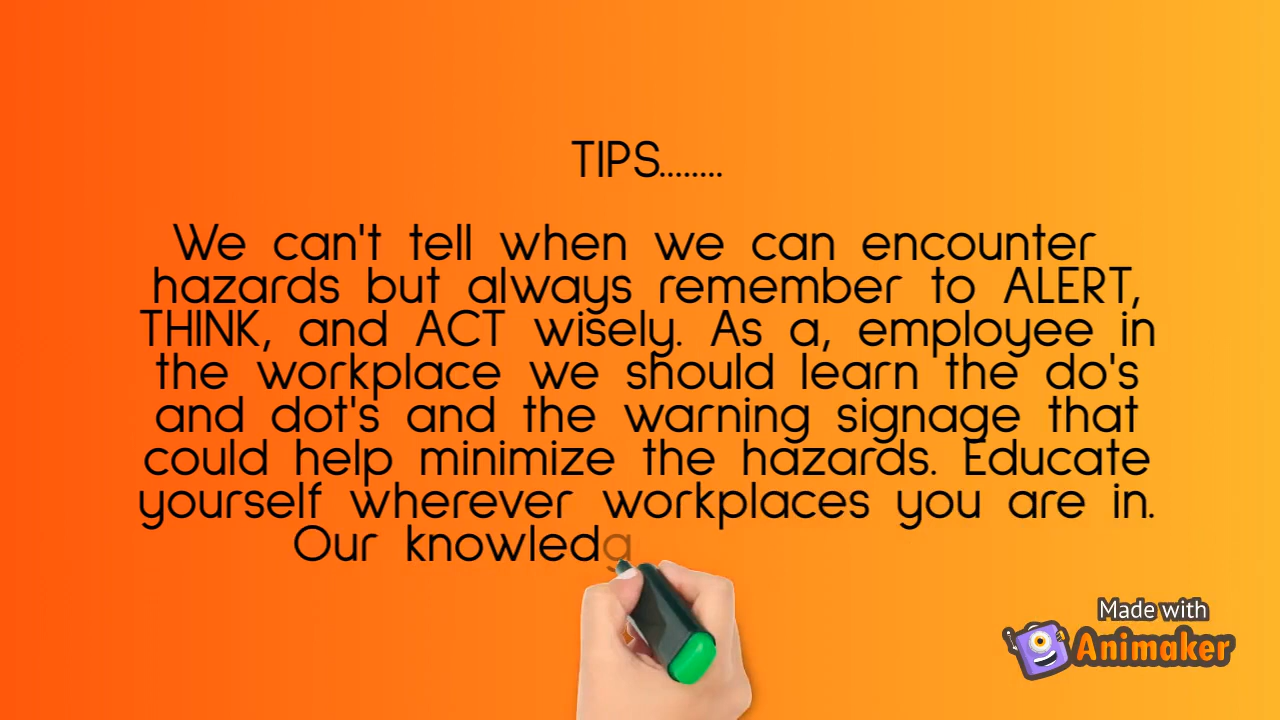 TIPS........
We can't tell when we can encounter
hazards but always remember to ALERT,
THINK, and ACT wisely. As a, employee in
the workplace we should learn the do's
and dot's and the warning signage that
could help minimize the hazards. Educate
yourself wherever workplaces you are in.
Our knowledg
Made with
Animaker